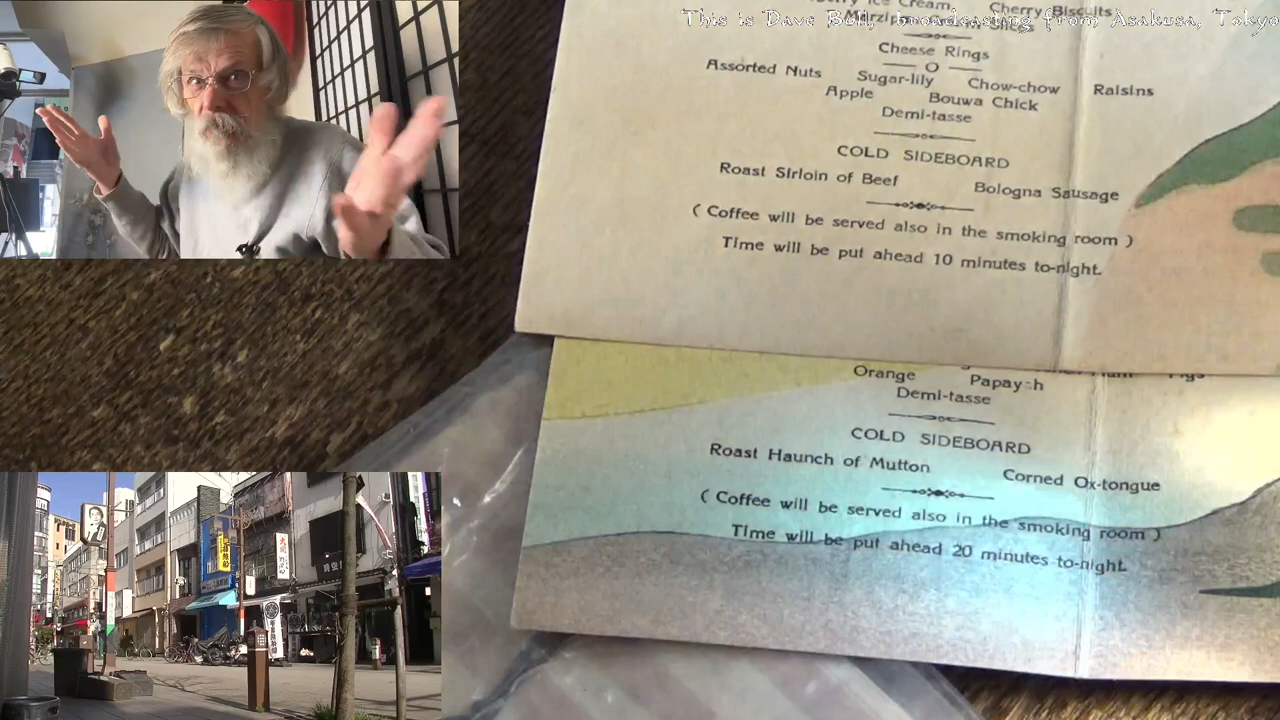 This is Dave Bull, broadcasting from Asakusa, Tokyo
Ice Cream, Cherry Biscuits
Cheese Rings
O
Assorted Nuts Sugar-lily Chow-chow Raisins
Apple Bouwa Chick
Demi-tasse
COLD SIDEBOARD
Roast Sirloin of Beef Bologna Sausage
( Coffee will be served also in the smoking room )
Time will be put ahead 10 minutes to-night.
Orange
Demi-tasse
COLD SIDEBOARD
Roast Haunch of Mutton Corned Ox-tongue
( Coffee will be served also in the smoking room )
Time will be put ahead 20 minutes to-night.